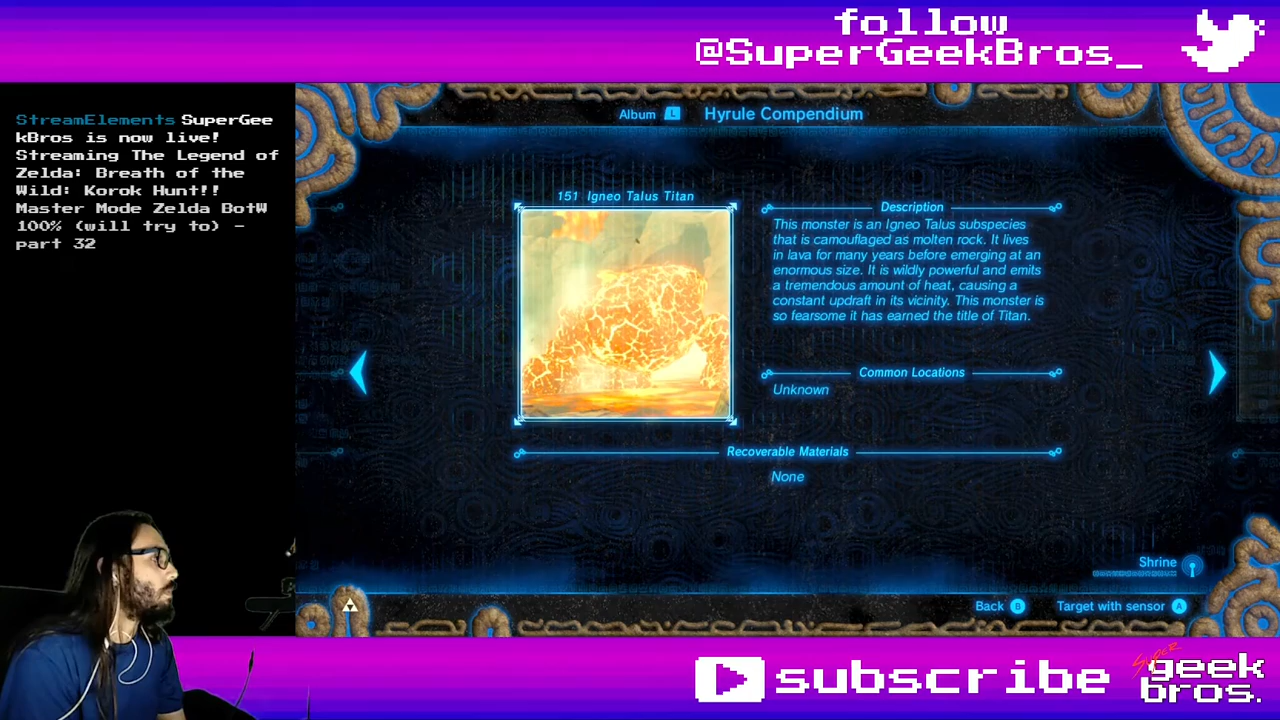 follow
@SuperGeekBros_
StreamElements SuperGee
kBros is now live!
Streaming The Legend of
Zelda: Breath of the
Wild: Korok Hunt!!
Master Mode Zelda BotW
100% (will try to) -
part 32
Album L Hyrule Compendium
151 Igneo Talus Titan
Description
This monster is an Igneo Talus subspecies
that is camouflaged as molten rock. It lives
in lava for many years before emerging at an
enormous size. It is wildly powerful and emits
a tremendous amount of heat, causing a
constant updraft in its vicinity. This monster is
so fearsome it has earned the title of Titan.
Common Locations
Unknown
Recoverable Materials
None
Shrine
Back B Target with sensor A
subscribe
super
geek
bros.